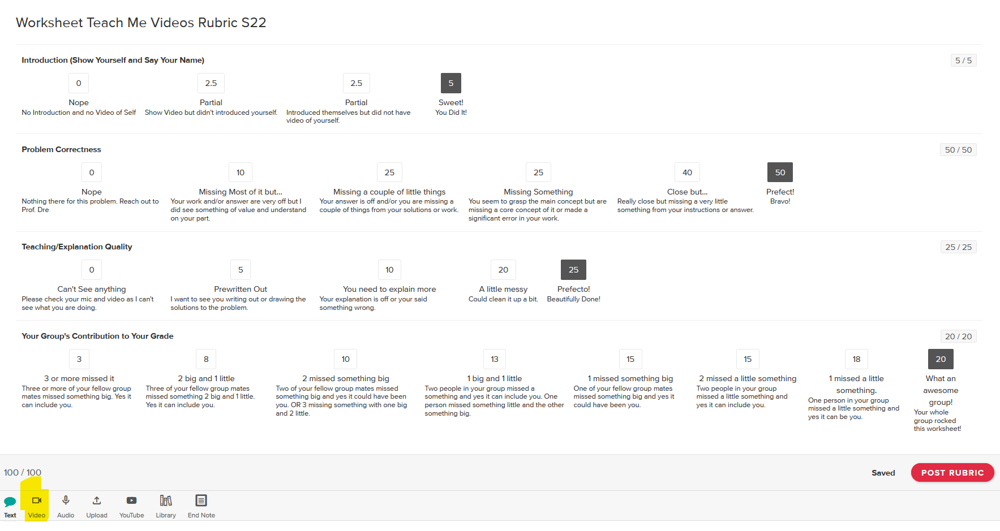 Worksheet Teach Me Videos Rubric S22
Introduction (Show Yourself and Say Your Name)
5 / 5
0
Nope
No Introduction and no Video of Self
2.5
Partial
Show Video but didn't introduced yourself.
2.5
Partial
Introduced themselves but did not have
video of yourself.
5
Sweet!
You Did It!
Problem Correctness
50 / 50
0
Nope
Nothing there for this problem. Reach out to
Prof. Dre
10
Missing Most of it but...
Your work and/or answer are very off but I
did see something of value and understand
on your part.
25
Missing a couple of little things
Your answer is off and/or you are missing a
couple of things from your solutions or work.
25
Missing Something
You seem to grasp the main concept but are
missing a core concept of it or made a
significant error in your work.
40
Close but...
Really close but missing a very little
something from your instructions or answer.
50
Prefect!
Bravo!
Teaching/Explanation Quality
25 / 25
0
Can't See anything
Please check your mic and video as I can't
see what you are doing.
5
Prewritten Out
I want to see you writing out or drawing the
solutions to the problem.
10
You need to explain more
Your explanation is off or your said
something wrong.
20
A little messy
Could clean it up a bit.
25
Prefecto!
Beautifully Done!
Your Group's Contribution to Your Grade
20 / 20
3
3 or more missed it
Three or more of your fellow group
mates missed something big. Yes it
can include you.
8
2 big and 1 little
Three of your fellow group mates
missed something 2 big and 1 little.
Yes it can include you.
10
2 missed something big
Two of your fellow group mates missed
something big and yes it could have been
you. OR 3 missing something with one big
and 2 little.
13
1 big and 1 little
Two people in your group missed a
something and yes it can include you. One
person missed something little and the other
something big.
15
1 missed something big
One of your fellow group mates
missed something big and yes it
could have been you.
15
2 missed a little something
Two people in your group
missed a little something and
yes it can include you.
18
1 missed a little
something.
One person in your group
missed a little something and
yes it can be you.
20
What an
awesome
group!
Your whole
group rocked
this worksheet!
100 / 100
Saved
POST RUBRIC
Text
Video
Audio
Upload
YouTube
Library
End Note